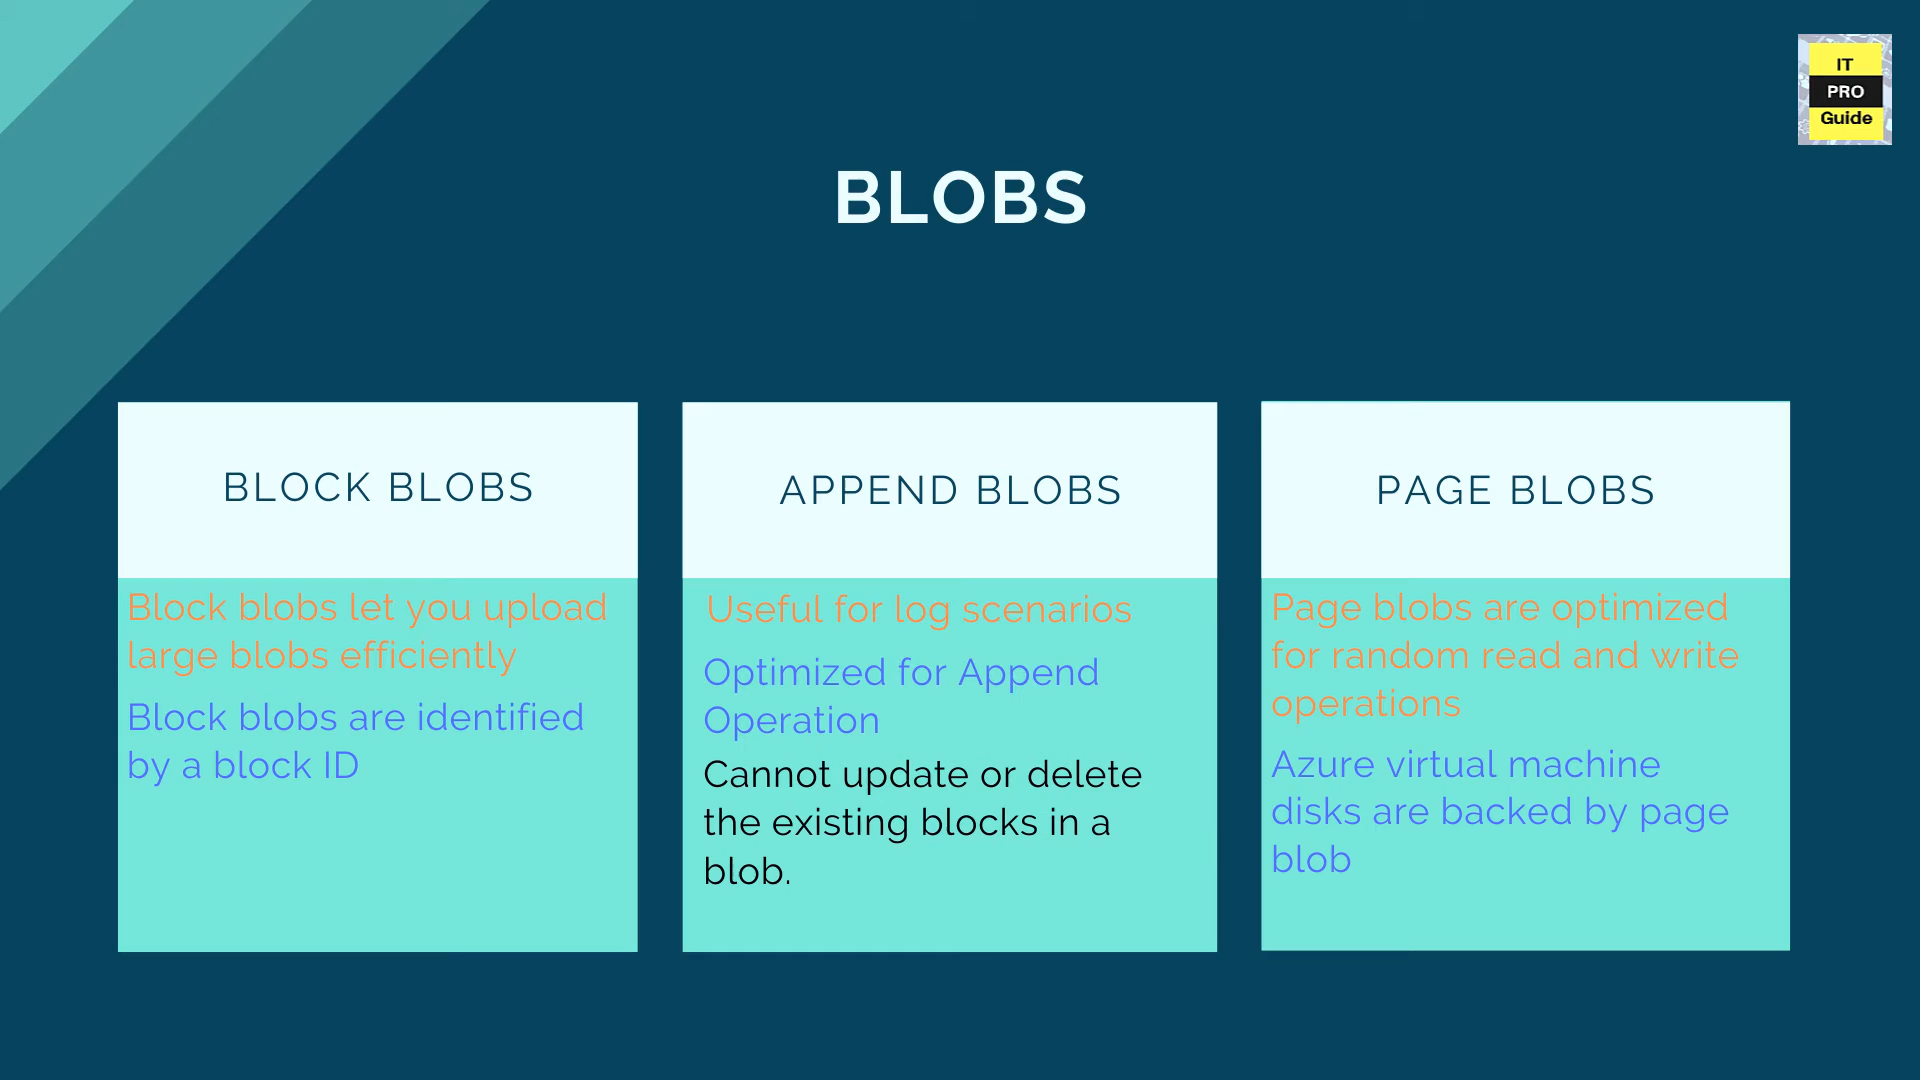 IT
PRO
Guide
BLOBS
BLOCK BLOBS
Block blobs let you upload
large blobs efficiently
Block blobs are identified
by a block ID
APPEND BLOBS
Useful for log scenarios
Optimized for Append
Operation
Cannot update or delete
the existing blocks in a
blob.
PAGE BLOBS
Page blobs are optimized
for random read and write
operations
Azure virtual machine
disks are backed by page
blob